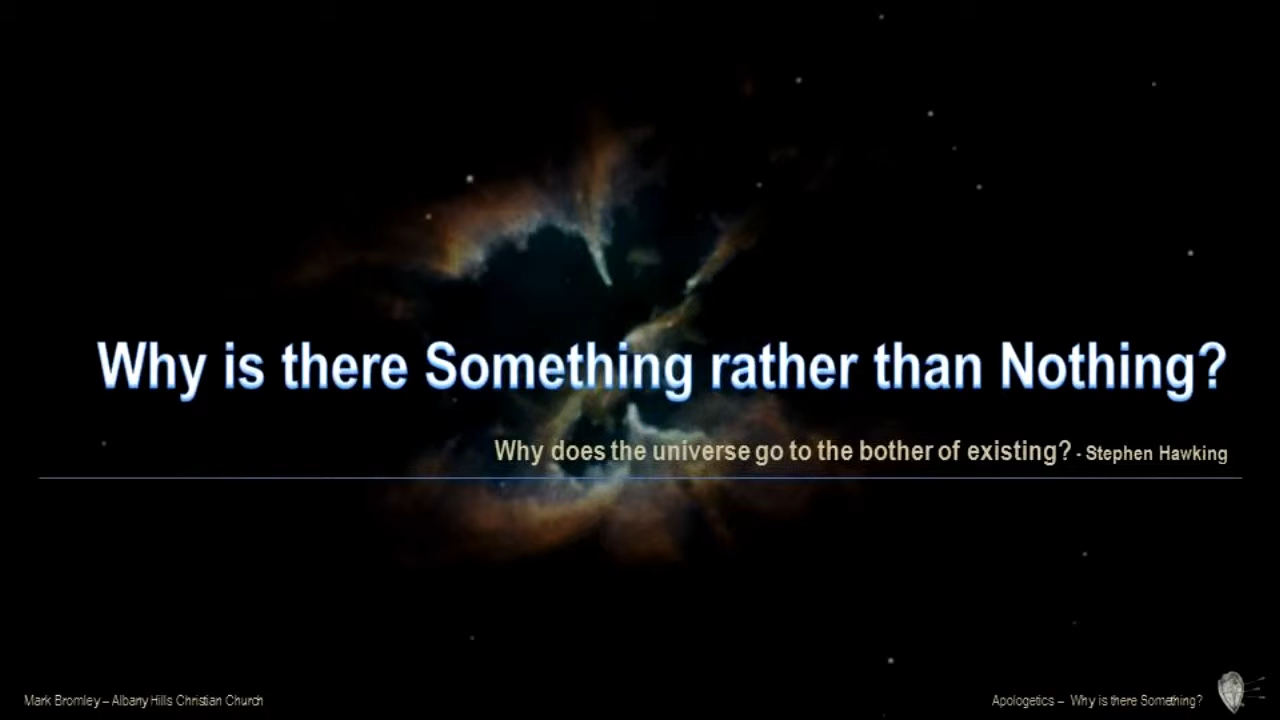 Why is there Something rather than Nothing?
Why does the universe go to the bother of existing? - Stephen Hawking
Mark Bromley – Albany Hills Christian Church
Apologetics – Why is there Something?